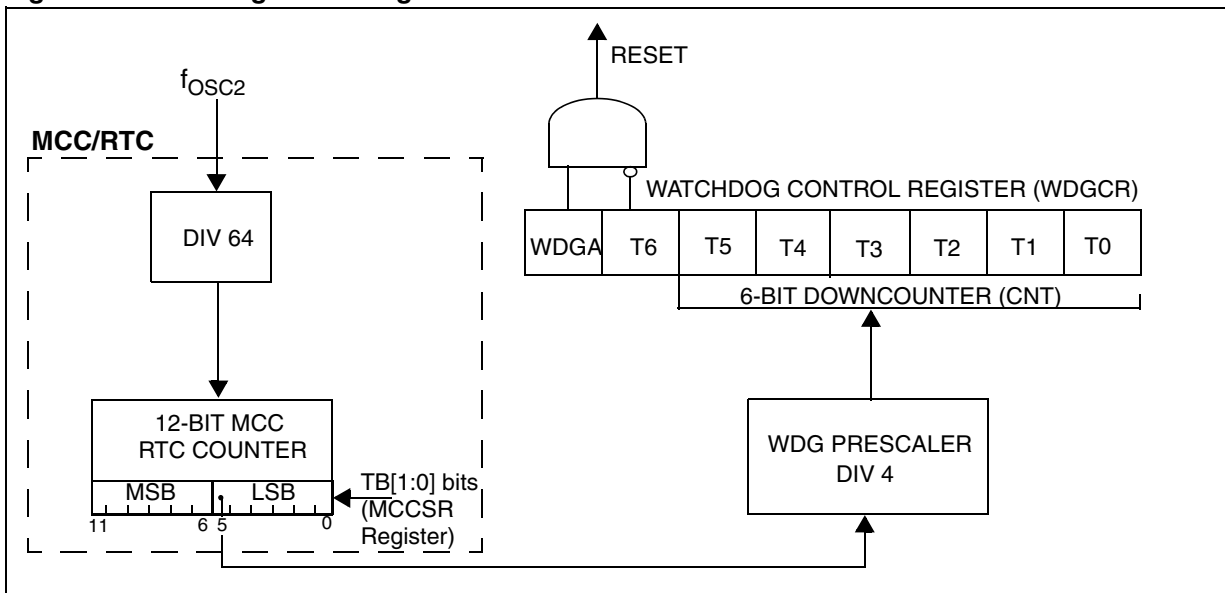 RESET
fOSC2
MCC/RTC
DIV 64
WATCHDOG CONTROL REGISTER (WDGCR)
WDGA T6 T5 T4 T3 T2 T1 T0
6-BIT DOWNCOUNTER (CNT)
12-BIT MCC
RTC COUNTER
MSB LSB
11 6 5 0
TB[1:0] bits
(MCCSR
Register)
WDG PRESCALER
DIV 4